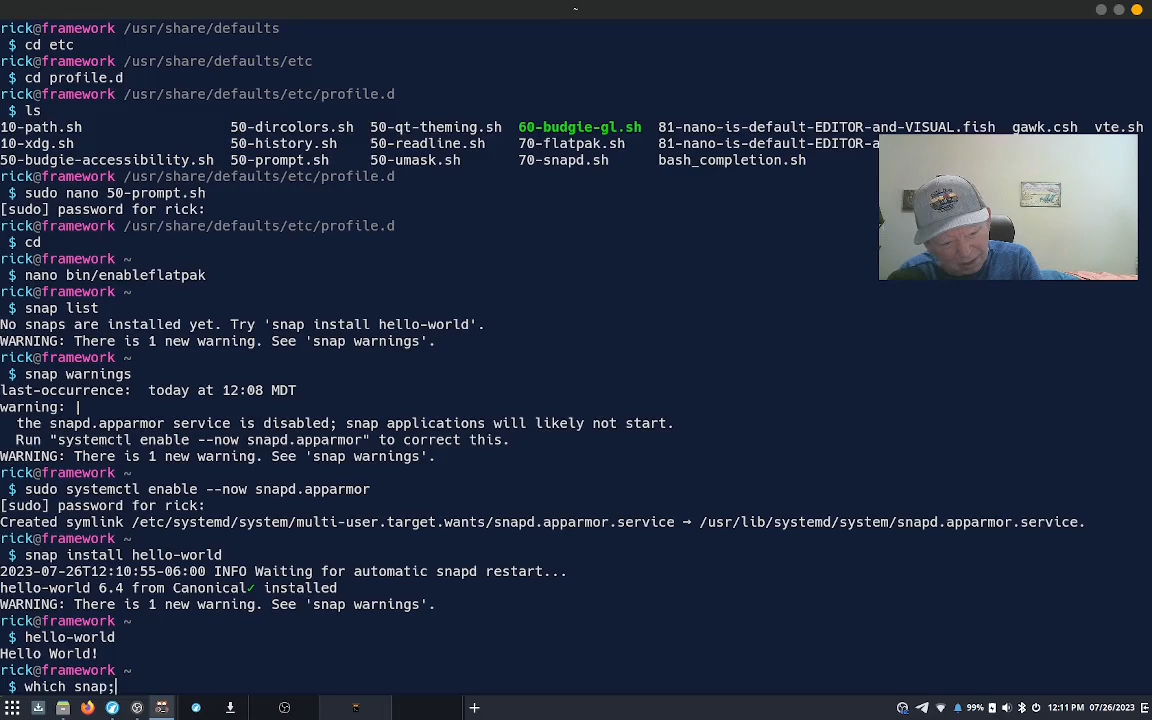 ~
rick@framework /usr/share/defaults
$ cd etc
rick@framework /usr/share/defaults/etc
$ cd profile.d
rick@framework /usr/share/defaults/etc/profile.d
$ ls
10-path.sh 50-dircolors.sh 50-qt-theming.sh 60-budgie-gl.sh 81-nano-is-default-EDITOR-and-VISUAL.fish gawk.csh vte.sh
10-xdg.sh 50-history.sh 50-readline.sh 70-flatpak.sh 81-nano-is-default-EDITOR-a
50-budgie-accessibility.sh 50-prompt.sh 50-umask.sh 70-snapd.sh bash_completion.sh
rick@framework /usr/share/defaults/etc/profile.d
$ sudo nano 50-prompt.sh
[sudo] password for rick:
rick@framework /usr/share/defaults/etc/profile.d
$ cd
rick@framework ~
$ nano bin/enableflatpak
rick@framework ~
$ snap list
No snaps are installed yet. Try 'snap install hello-world'.
WARNING: There is 1 new warning. See 'snap warnings'.
rick@framework ~
$ snap warnings
last-occurrence: today at 12:08 MDT
warning: |
the snapd.apparmor service is disabled; snap applications will likely not start.
Run "systemctl enable --now snapd.apparmor" to correct this.
WARNING: There is 1 new warning. See 'snap warnings'.
rick@framework ~
$ sudo systemctl enable --now snapd.apparmor
[sudo] password for rick:
Created symlink /etc/systemd/system/multi-user.target.wants/snapd.apparmor.service → /usr/lib/systemd/system/snapd.apparmor.service.
rick@framework ~
$ snap install hello-world
2023-07-26T12:10:55-06:00 INFO Waiting for automatic snapd restart...
hello-world 6.4 from Canonical✓ installed
WARNING: There is 1 new warning. See 'snap warnings'.
rick@framework ~
$ hello-world
Hello World!
rick@framework ~
$ which snap;
99% 12:11 PM 07/26/2023